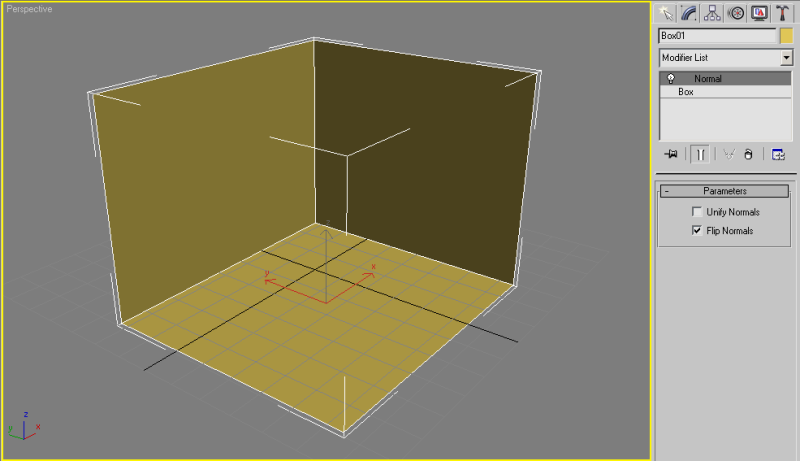 Perspective
Box01
Modifier List
Normal
Box
- Parameters
Unify Normals
Flip Normals
z
y x
z
y x